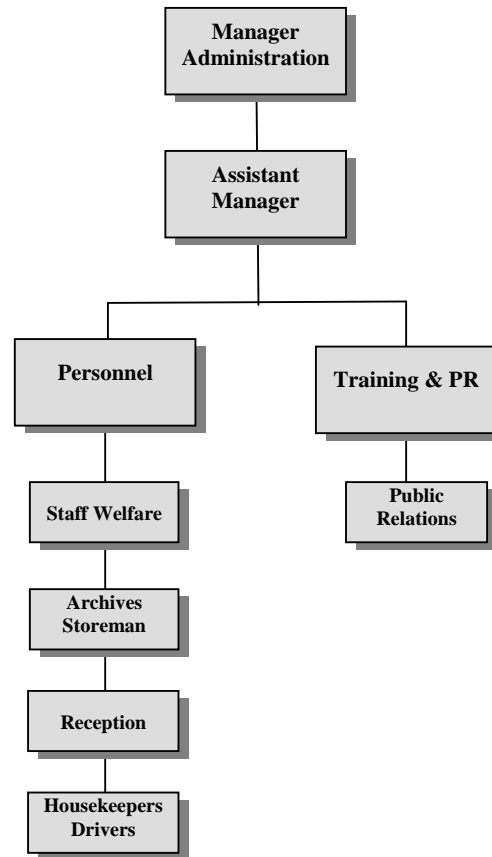 Manager
Administration
Assistant
Manager
Personnel
Training & PR
Staff Welfare
Public
Relations
Archives
Storeman
Reception
Housekeepers
Drivers